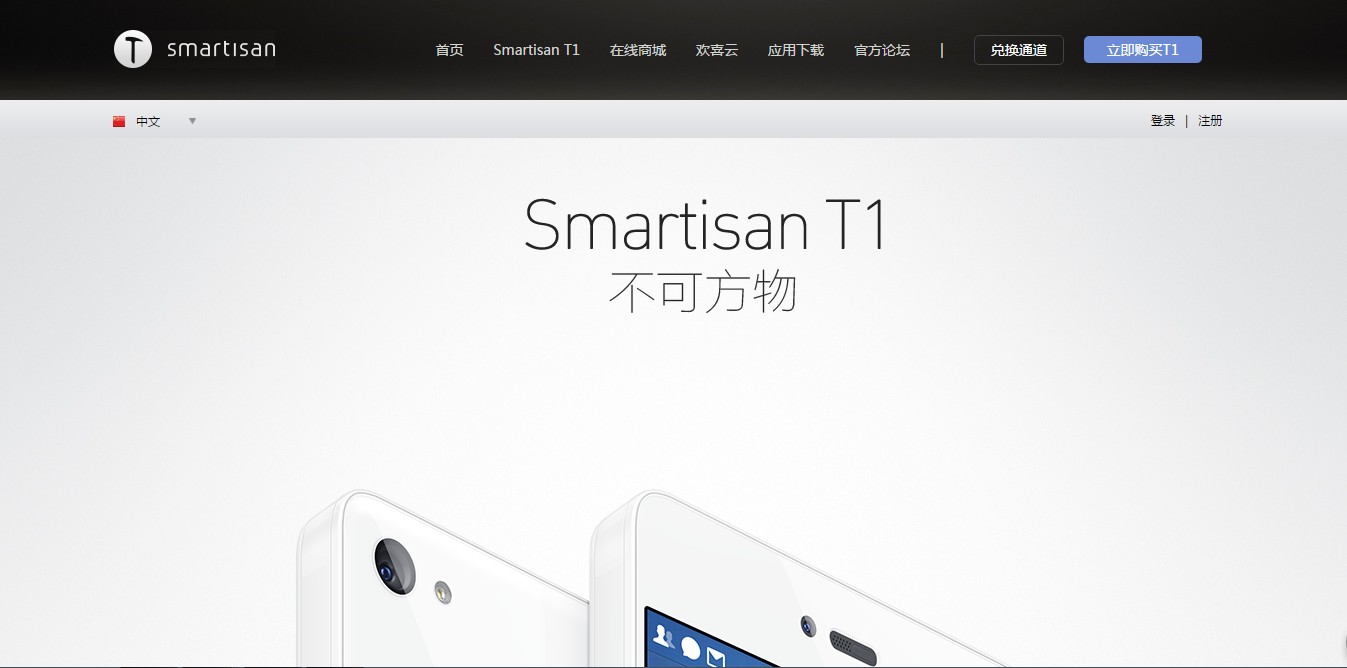 smartisan
首页 Smartisan T1 在线商城 欢喜云 应用下载 官方论坛 | 兑换通道 立即购买T1
中文 登录 | 注册
Smartisan T1
不可方物